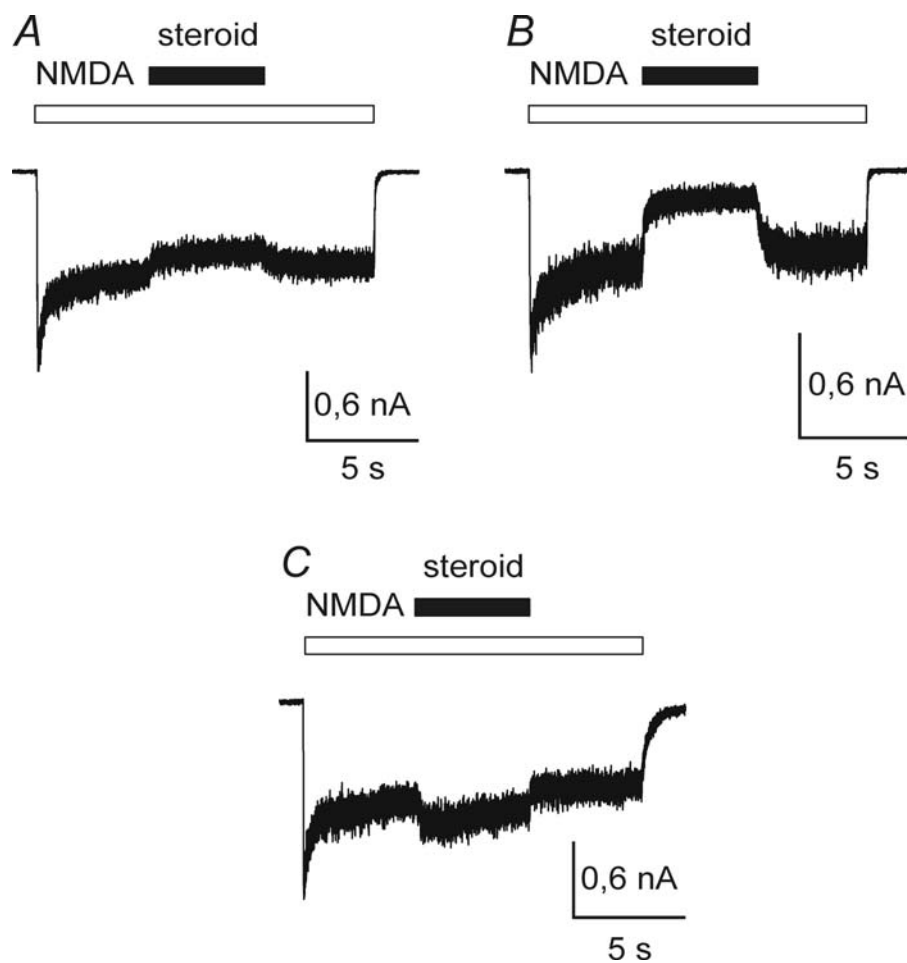 A
steroid
NMDA
0,6 nA
5 s
B
steroid
NMDA
0,6 nA
5 s
C
steroid
NMDA
0,6 nA
5 s